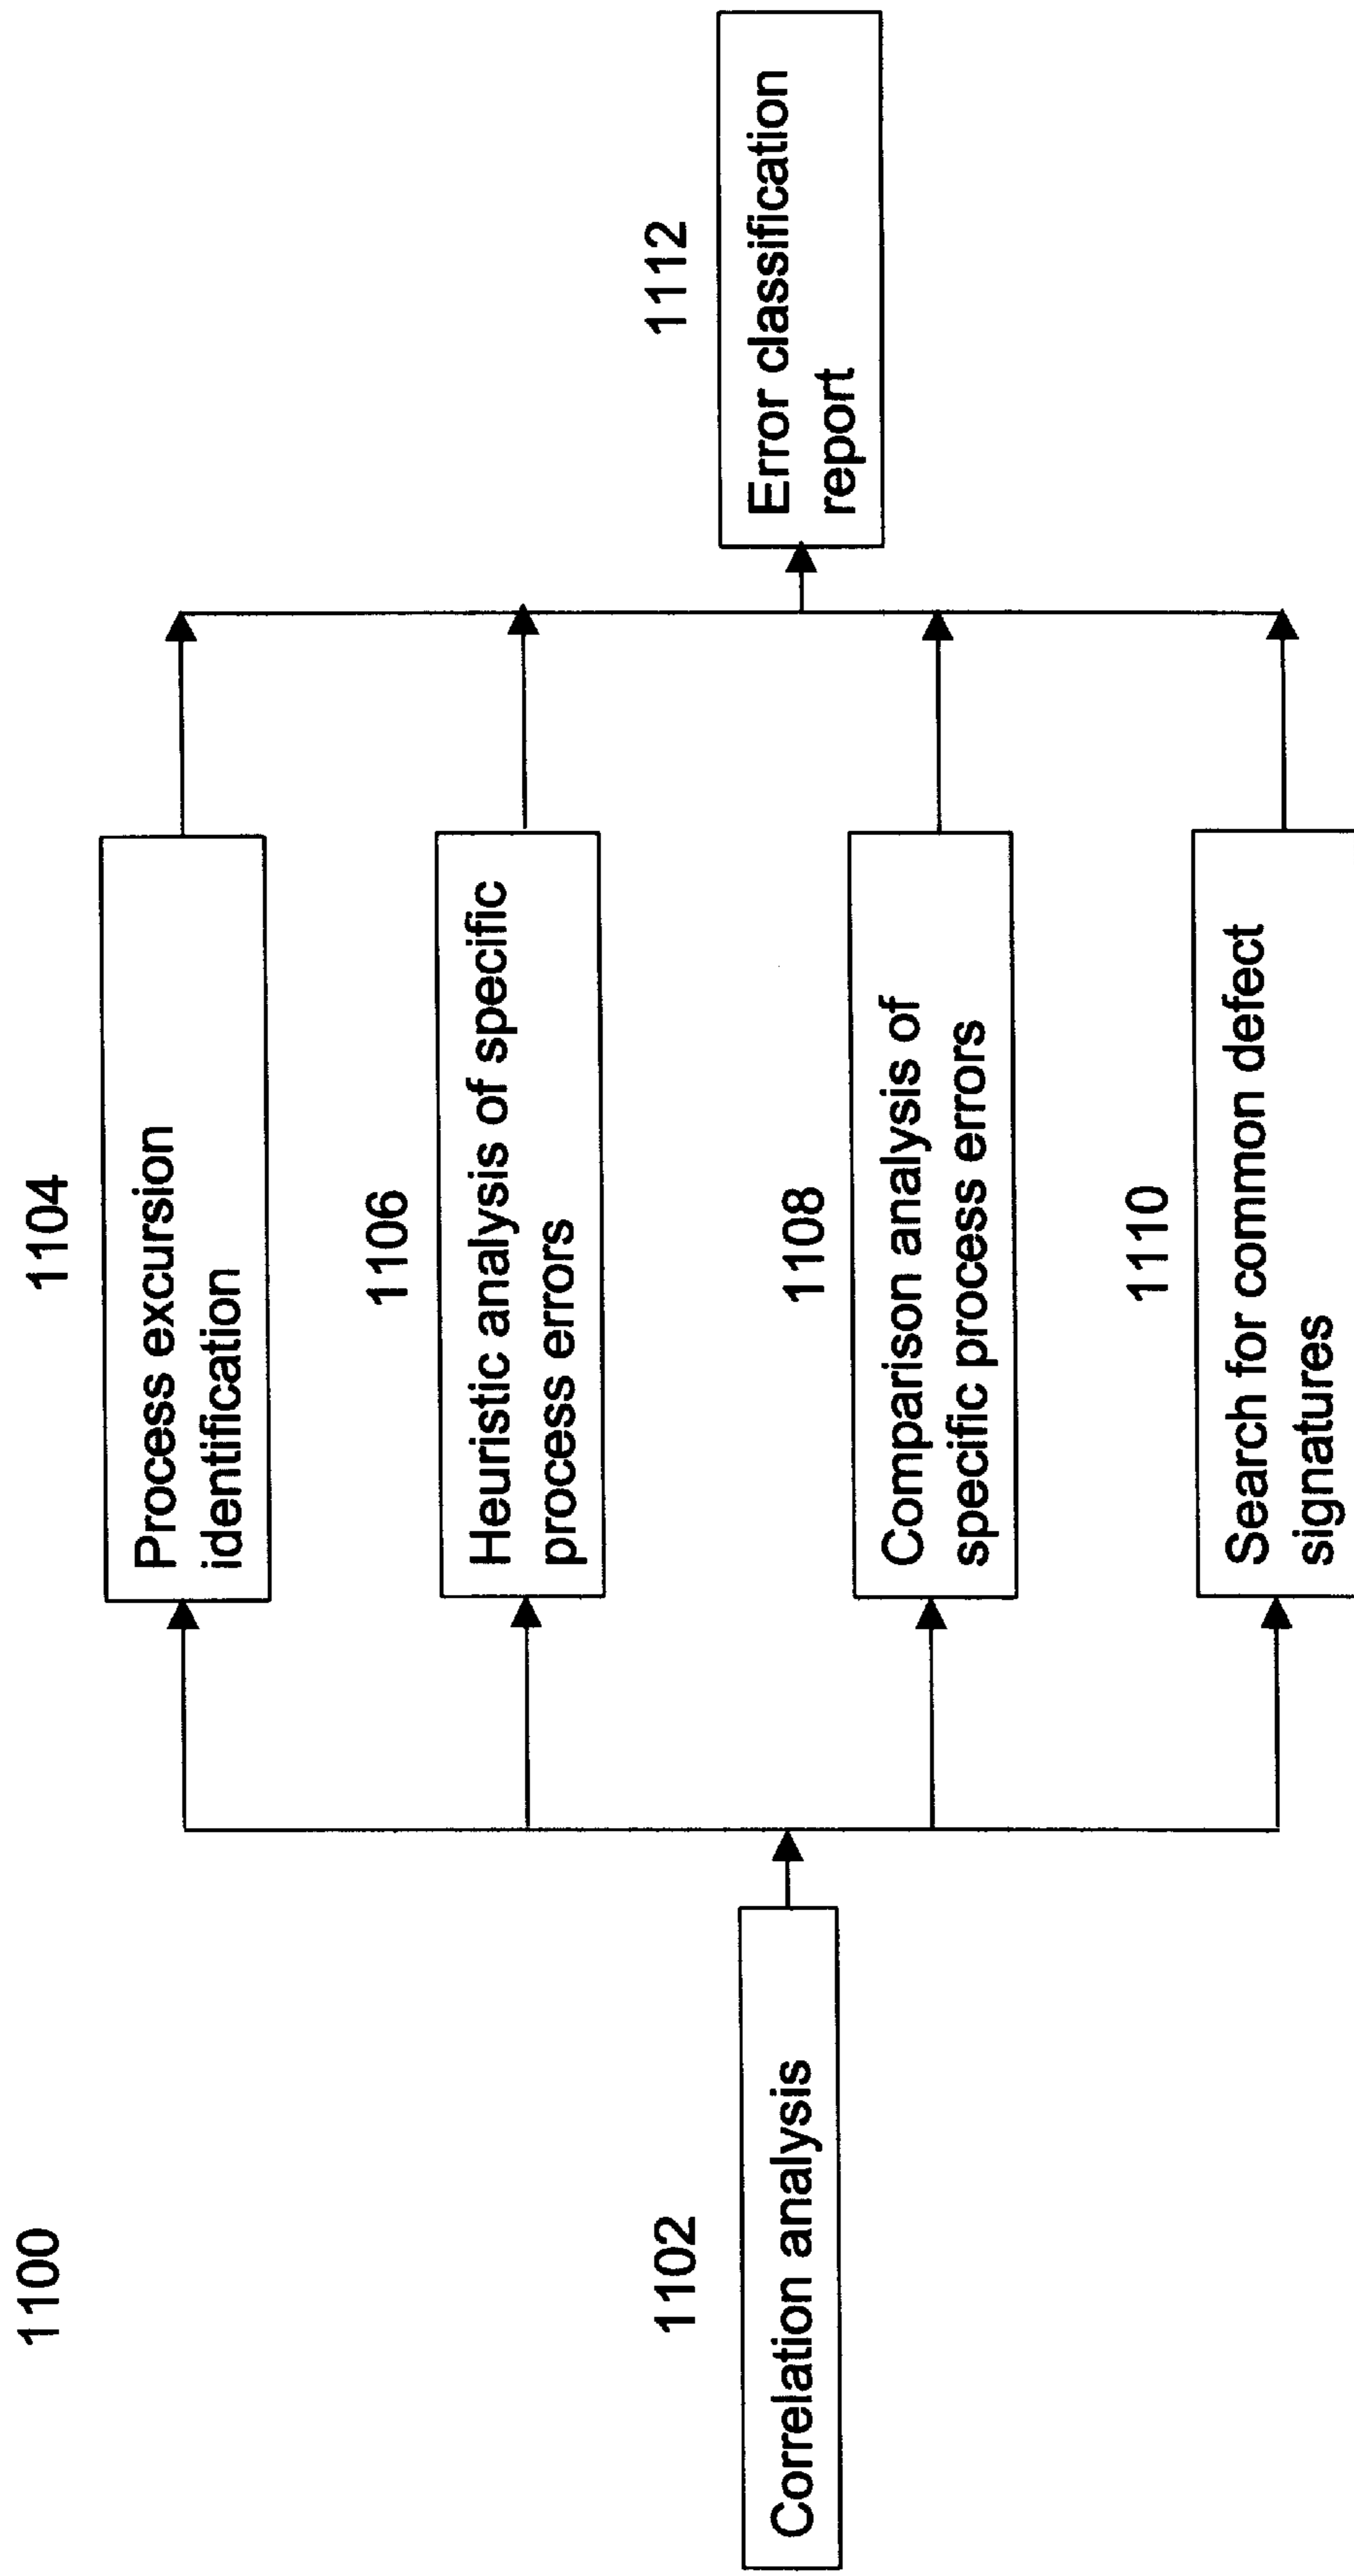 1100
1102
Correlation analysis
1104
Process excursion
identification
1106
Heuristic analysis of specific
process errors
1108
Comparison analysis of
specific process errors
1110
Search for common defect
signatures
1112
Error classification
report